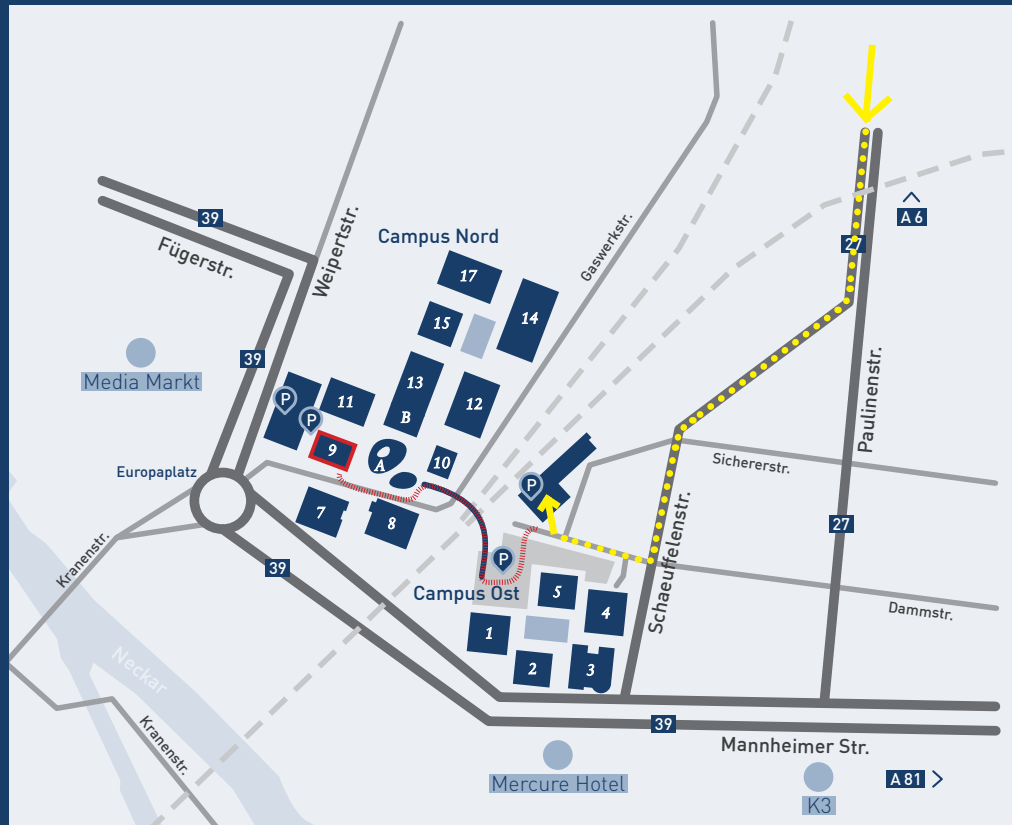 A 6
39
Fügerstr.
Weipertstr.
Campus Nord
Gaswerkstr.
27
17
14
15
39
Media Markt
13
B
12
Paulinenstr.
P
11
P
9
A
10
Sichererstr.
Europaplatz
P
7
8
27
Kranenstr.
39
P
Campus Ost
Schaeuffelenstr.
5
4
Dammstr.
1
2
3
Neckar
Kranenstr.
39
Mannheimer Str.
Mercure Hotel
K3
A 81